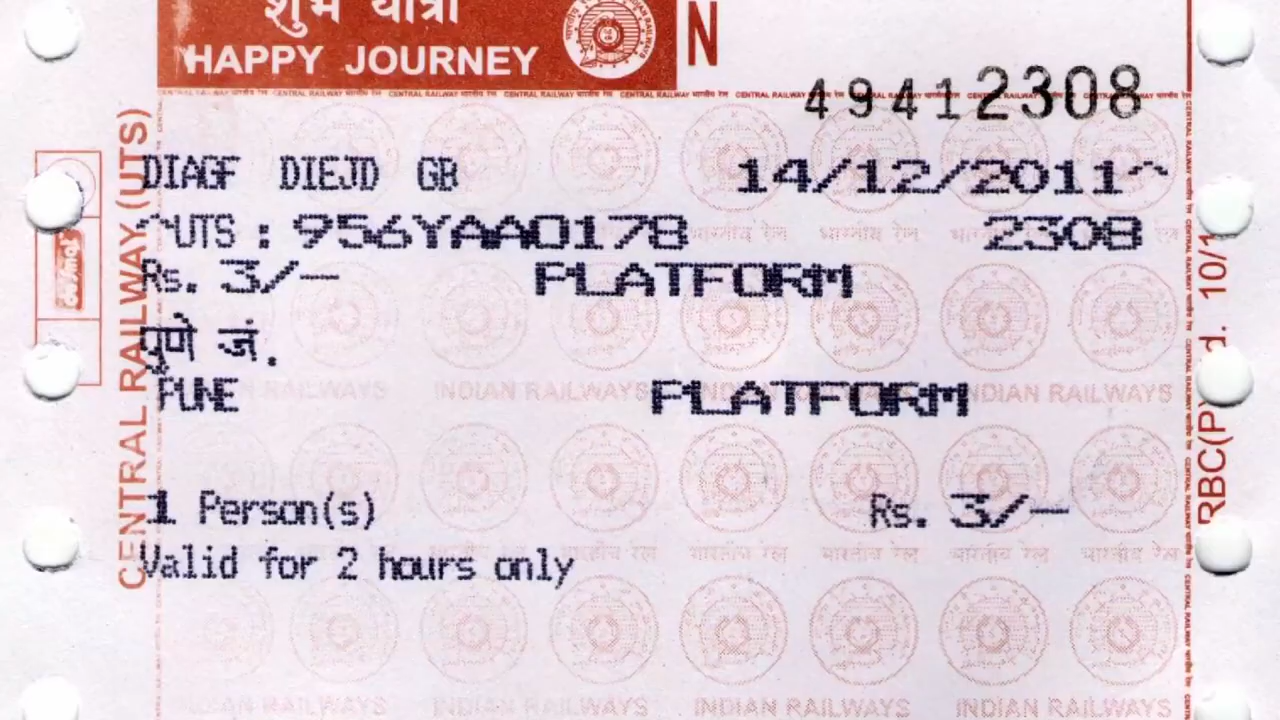 शुभ यात्रा
HAPPY JOURNEY
N
49412308
DIAGF DIEJD GB 14/12/2011^
^UTS : 956YAA0178 2308
Rs. 3/- PLATFORM
पुणे जं.
PUNE PLATFORM
1 Person(s) Rs. 3/-
Valid for 2 hours only
CENTRAL RAILWAY (UTS)
INDIAN RAILWAYS
भारतीय रेल